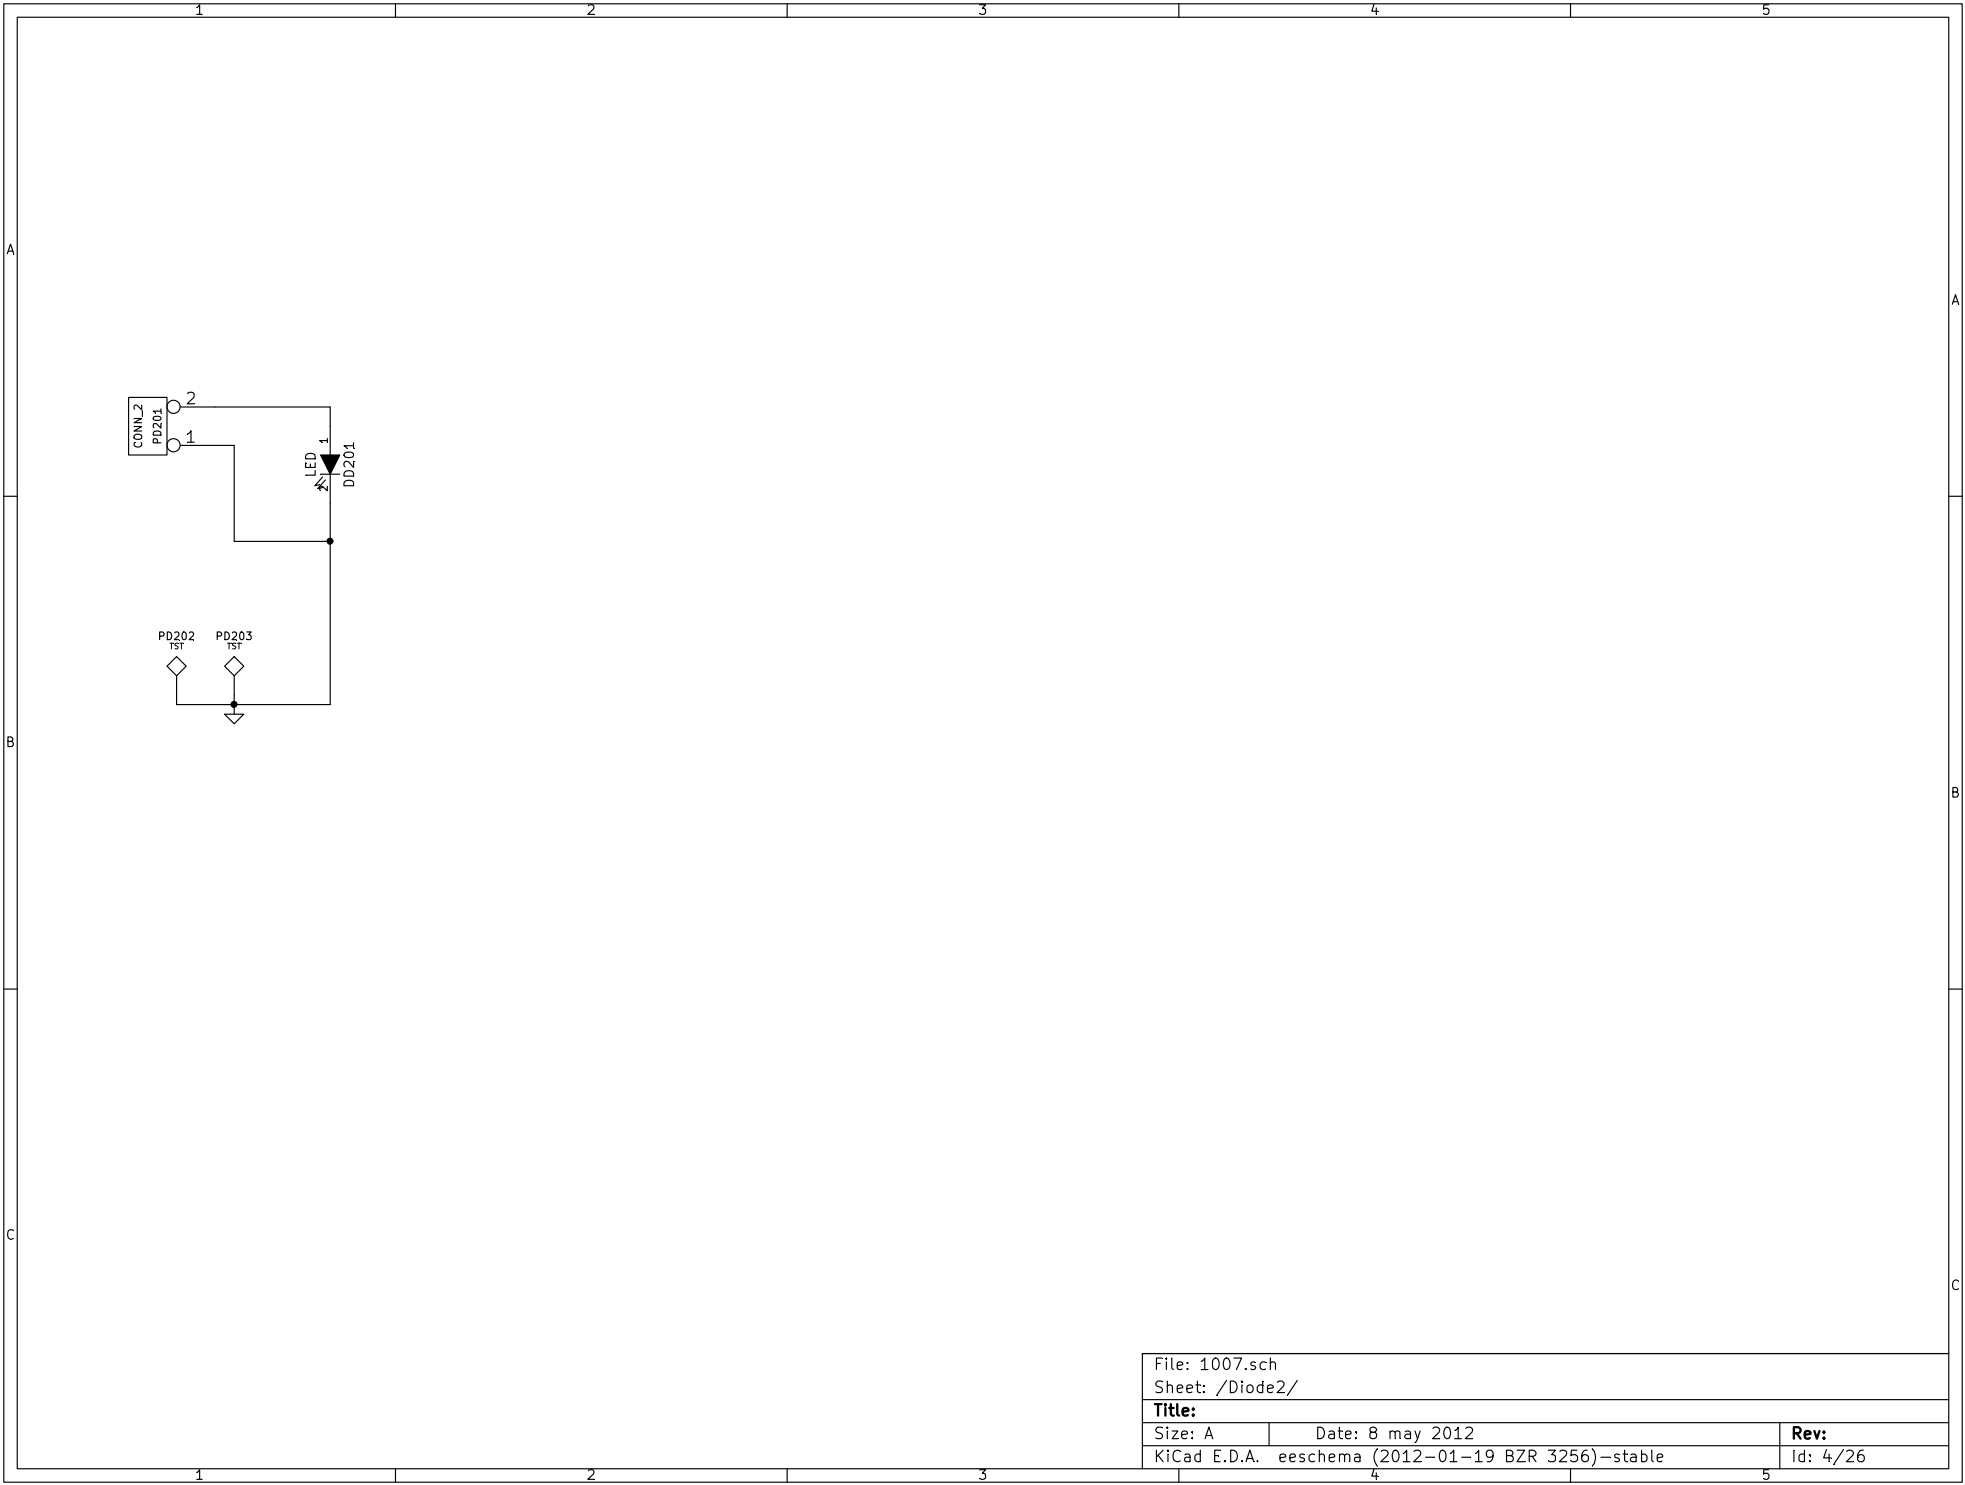 1 2 3 4 5
A
A
2
CONN_2
PD201
1
1
LED
DD201
2
PD202 PD203
TST TST
B
B
C
C
File: 1007.sch
Sheet: /Diode2/
Title:
Size: A Date: 8 may 2012 Rev:
KiCad E.D.A. eeschema (2012-01-19 BZR 3256)-stable Id: 4/26
1 2 3 4 5